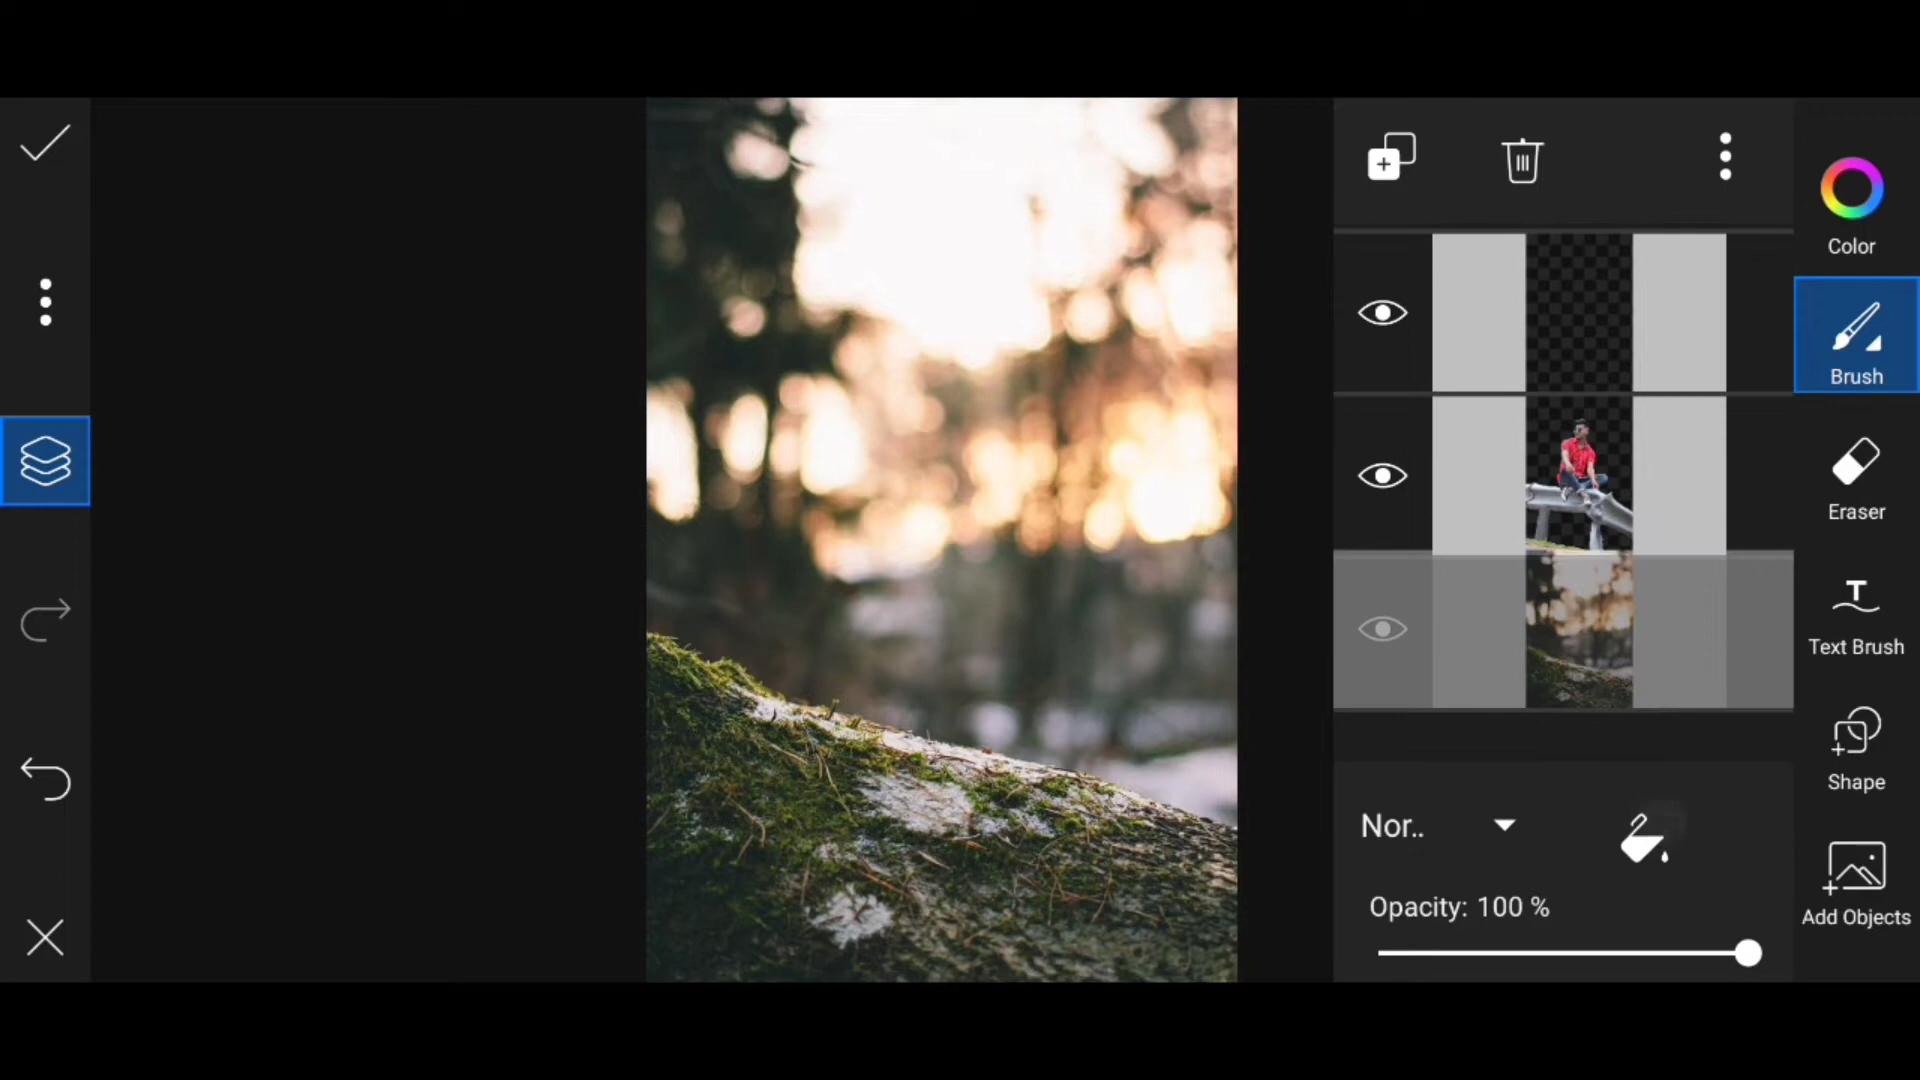 Color
Brush
Eraser
T
Text Brush
Shape
Add Objects
Nor..
Opacity: 100 %